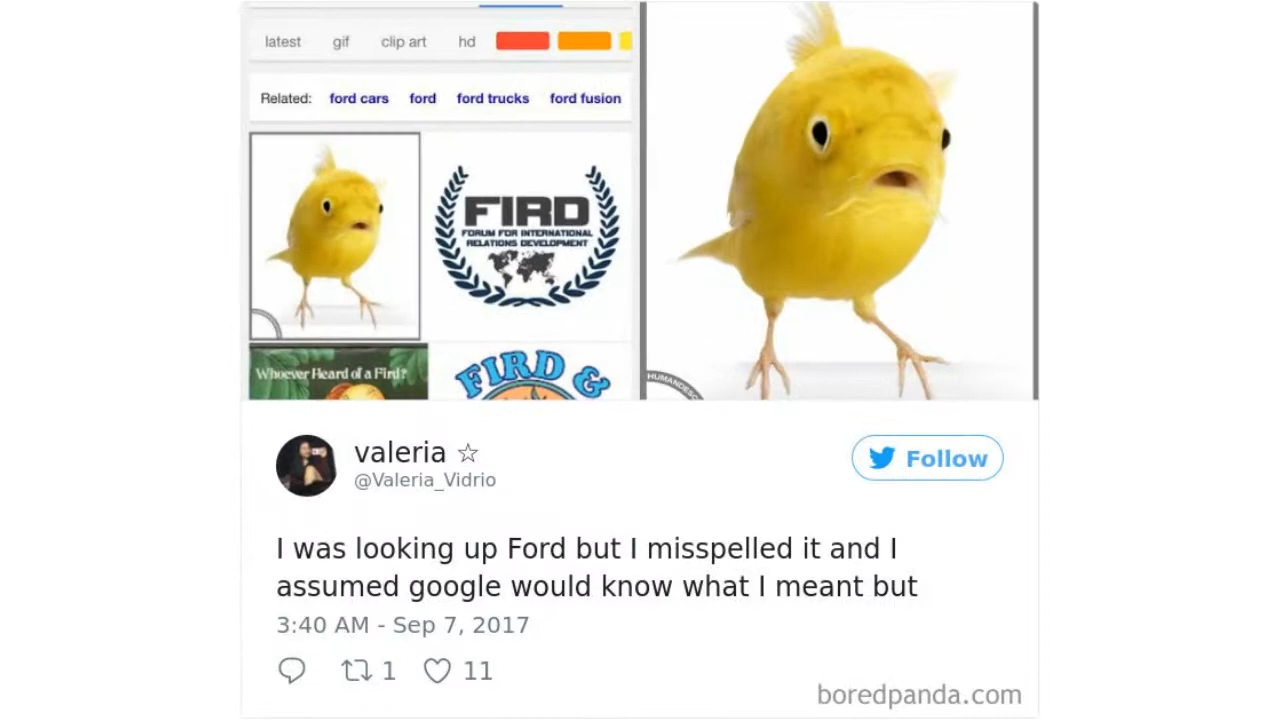 latest gif clip art hd
Related: ford cars ford ford trucks ford fusion
FIRD
FORUM FOR INTERNATIONAL
RELATIONS DEVELOPMENT
Whoever Heard of a Fird?
FIRD &
valeria ☆
@Valeria_Vidrio
Follow
I was looking up Ford but I misspelled it and I
assumed google would know what I meant but
3:40 AM - Sep 7, 2017
1 11
boredpanda.com